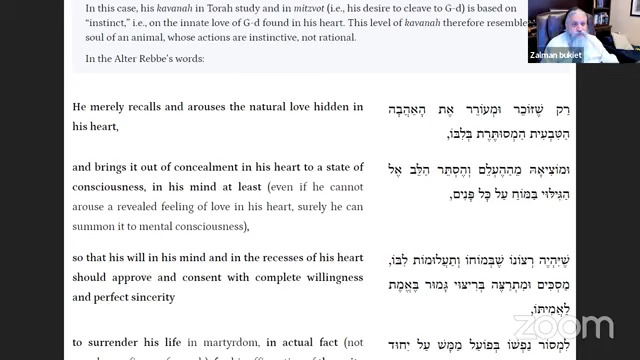 In this case, his kavanah in Torah study and in mitzvot (i.e., his desire to cleave to G-d) is based on
"instinct," i.e., on the innate love of G-d found in his heart. This level of kavanah therefore resemble
soul of an animal, whose actions are instinctive, not rational.
In the Alter Rebbe's words:
Zalman bukiet
He merely recalls and arouses the natural love hidden in
his heart,
רַק שֶׁזּוֹכֵר וּמְעוֹרֵר אֶת הָאַהֲבָה
הַטִּבְעִית הַמְסוּתֶּרֶת בְּלִבּוֹ,
and brings it out of concealment in his heart to a state of
consciousness, in his mind at least (even if he cannot
arouse a revealed feeling of love in his heart, surely he can
summon it to mental consciousness),
וּמוֹצִיאָהּ מֵהַהֶעְלֵם וְהֶסְתֵּר הַלֵּב אֶל
הַגִּילּוּי בַּמּוֹחַ עַל כָּל פָּנִים,
so that his will in his mind and in the recesses of his heart
should approve and consent with complete willingness
and perfect sincerity
שֶׁיִּהְיֶה רְצוֹנוֹ שֶׁבְּמוֹחוֹ וְתַעֲלוּמוֹת לִבּוֹ,
מַסְכִּים וּמִתְרַצֶּה בְּרִיצּוּי גָּמוּר בֶּאֱמֶת
לַאֲמִיתּוֹ,
to surrender his life in martyrdom, in actual fact (not
לִמְסוֹר נַפְשׁוֹ בְּפוֹעַל מַמָּשׁ עַל יִחוּד
zoom